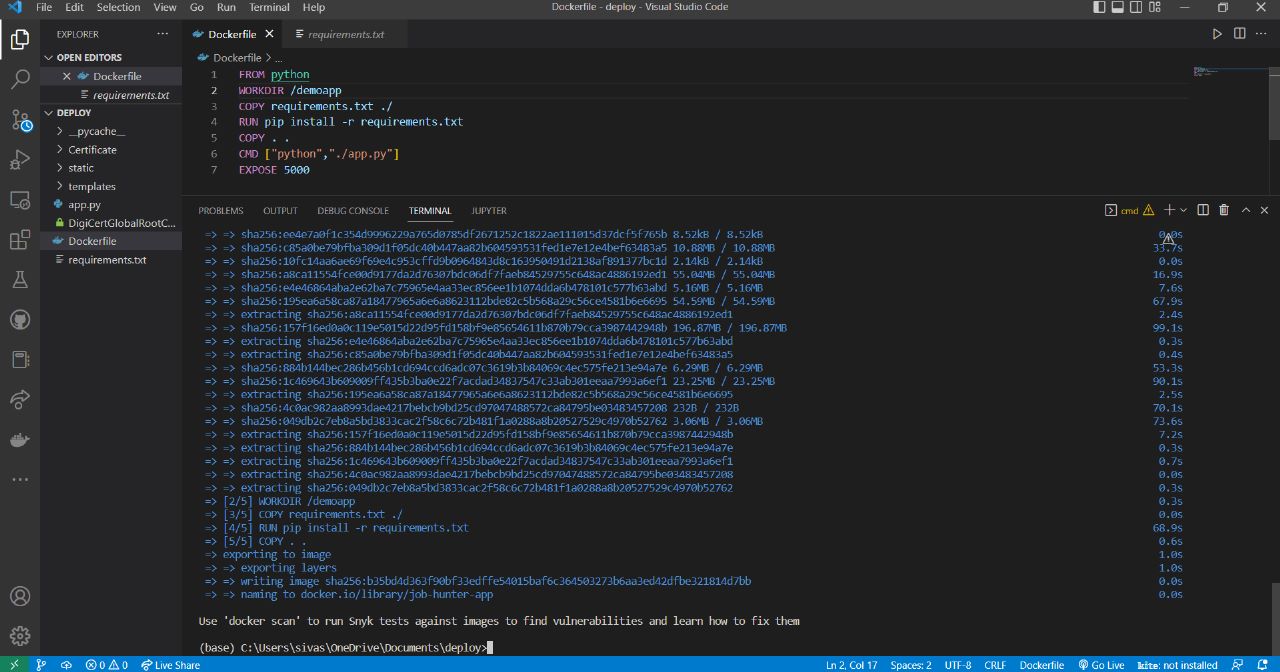 File Edit Selection View Go Run Terminal Help
Dockerfile - deploy - Visual Studio Code
EXPLORER
OPEN EDITORS
Dockerfile
requirements.txt
DEPLOY
__pycache__
Certificate
static
templates
app.py
DigiCertGlobalRootC...
Dockerfile
requirements.txt
Dockerfile
requirements.txt
Dockerfile > ...
1 FROM python
2 WORKDIR /demoapp
3 COPY requirements.txt ./
4 RUN pip install -r requirements.txt
5 COPY . .
6 CMD ["python","./app.py"]
7 EXPOSE 5000
PROBLEMS OUTPUT DEBUG CONSOLE TERMINAL JUPYTER
cmd
=> => sha256:ee4e7a0f1c354d9996229a765d0785df2671252c1822ae111015d37dcf5f765b 8.52kB / 8.52kB 0.0s
=> => sha256:c85a0be79bfba309d1f05dc40b447aa82b604593531fed1e7e12e4bef63483a5 10.88MB / 10.88MB 33.7s
=> => sha256:10fc14aa6ae69f69e4c953cffd9b0964843d8c163950491d2138af891377bc1d 2.14kB / 2.14kB 0.0s
=> => sha256:a8ca11554fce00d9177da2d76307bdc06df7faeb84529755c648ac4886192ed1 55.04MB / 55.04MB 16.9s
=> => sha256:e4e46864aba2e62ba7c75965e4aa33ec856ee1b1074dda6b478101c577b63abd 5.16MB / 5.16MB 7.6s
=> => sha256:195ea6a58ca87a18477965a6e6a8623112bde82c5b568a29c56ce4581b6e6695 54.59MB / 54.59MB 67.9s
=> => extracting sha256:a8ca11554fce00d9177da2d76307bdc06df7faeb84529755c648ac4886192ed1 2.4s
=> => sha256:157f16ed0a0c119e5015d22d95fd158bf9e85654611b870b79cca3987442948b 196.87MB / 196.87MB 99.1s
=> => extracting sha256:e4e46864aba2e62ba7c75965e4aa33ec856ee1b1074dda6b478101c577b63abd 0.3s
=> => extracting sha256:c85a0be79bfba309d1f05dc40b447aa82b604593531fed1e7e12e4bef63483a5 0.4s
=> => sha256:884b144bec286b456b1cd694ccd6adc07c3619b3b84069c4ec575fe213e94a7e 6.29MB / 6.29MB 53.3s
=> => sha256:1c469643b609009ff435b3ba0e22f7acdad34837547c33ab301eeaa7993a6ef1 23.25MB / 23.25MB 90.1s
=> => extracting sha256:195ea6a58ca87a18477965a6e6a8623112bde82c5b568a29c56ce4581b6e6695 2.5s
=> => sha256:4c0ac982aa8993dae4217bebcb9bd25cd97047488572ca84795be03483457208 232B / 232B 70.1s
=> => sha256:049db2c7eb8a5bd3833cac2f58c6c72b481f1a0288a8b20527529c4970b52762 3.06MB / 3.06MB 73.6s
=> => extracting sha256:157f16ed0a0c119e5015d22d95fd158bf9e85654611b870b79cca3987442948b 7.2s
=> => extracting sha256:884b144bec286b456b1cd694ccd6adc07c3619b3b84069c4ec575fe213e94a7e 0.3s
=> => extracting sha256:1c469643b609009ff435b3ba0e22f7acdad34837547c33ab301eeaa7993a6ef1 0.7s
=> => extracting sha256:4c0ac982aa8993dae4217bebcb9bd25cd97047488572ca84795be03483457208 0.0s
=> => extracting sha256:049db2c7eb8a5bd3833cac2f58c6c72b481f1a0288a8b20527529c4970b52762 0.3s
=> [2/5] WORKDIR /demoapp 0.3s
=> [3/5] COPY requirements.txt ./ 0.0s
=> [4/5] RUN pip install -r requirements.txt 68.9s
=> [5/5] COPY . . 0.6s
=> exporting to image 1.0s
=> => exporting layers 1.0s
=> => writing image sha256:b35bd4d363f90bf33edffe54015baf6c364503273b6aa3ed42dfbe321814d7bb 0.0s
=> => naming to docker.io/library/job-hunter-app 0.0s
Use 'docker scan' to run Snyk tests against images to find vulnerabilities and learn how to fix them
(base) C:\Users\sivas\OneDrive\Documents\deploy>
0 0 Live Share Ln 2, Col 17 Spaces: 2 UTF-8 CRLF Dockerfile Go Live kite: not installed